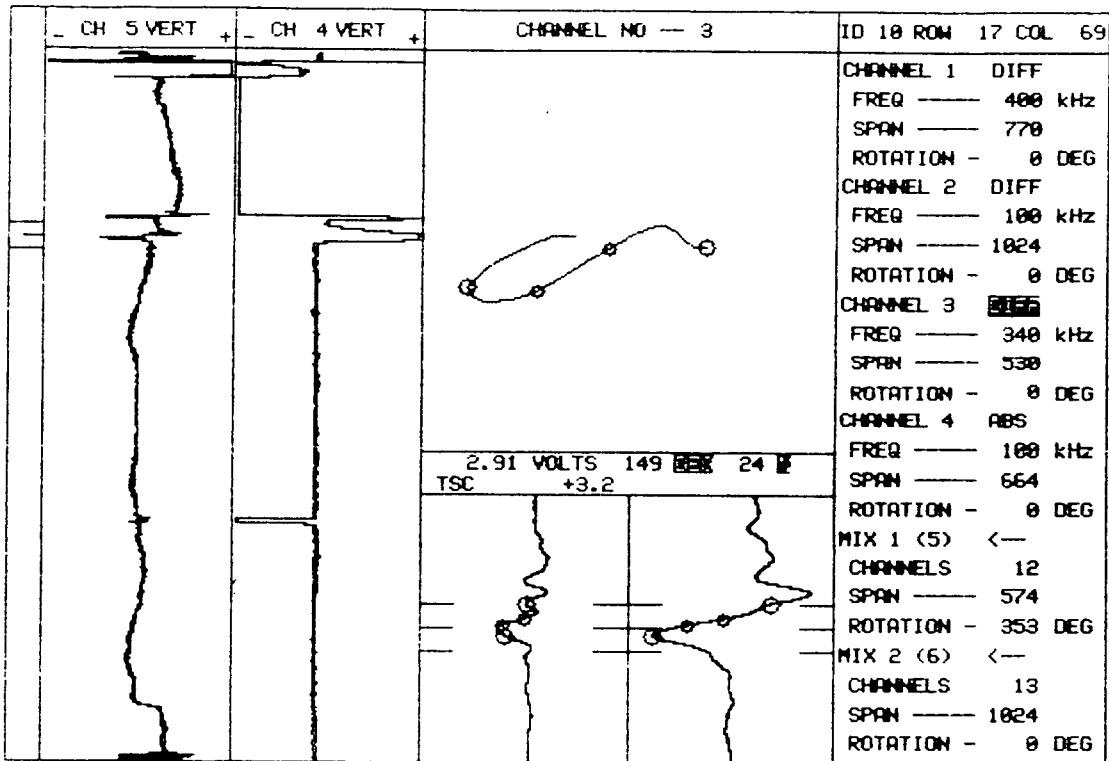 _ CH 5 VERT +
_ CH 4 VERT +
CHANNEL NO -- 3
ID 10 ROW 17 COL 69
CHANNEL 1 DIFF
FREQ ----- 400 kHz
SPAN ----- 770
ROTATION - 0 DEG
CHANNEL 2 DIFF
FREQ ----- 100 kHz
SPAN ----- 1024
ROTATION - 0 DEG
CHANNEL 3 DIFF
FREQ ----- 340 kHz
SPAN ----- 530
ROTATION - 0 DEG
CHANNEL 4 ABS
FREQ ----- 100 kHz
SPAN ----- 664
ROTATION - 0 DEG
MIX 1 (5) <--
CHANNELS 12
SPAN ----- 574
ROTATION - 353 DEG
MIX 2 (6) <--
CHANNELS 13
SPAN ----- 1024
ROTATION - 0 DEG
2.91 VOLTS 149 24
TSC +3.2